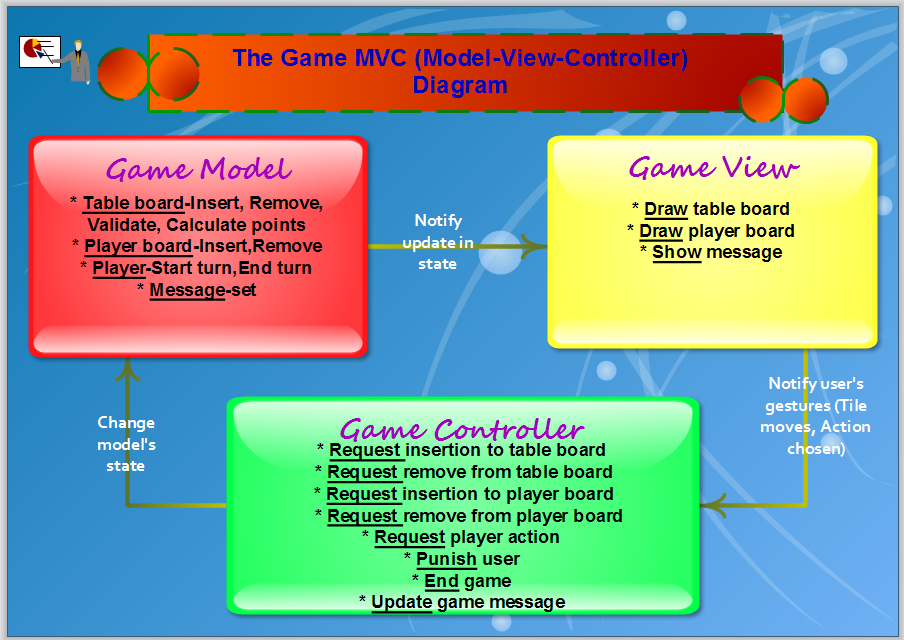 The Game MVC (Model-View-Controller)
Diagram
Game Model
* Table board-Insert, Remove,
Validate, Calculate points
* Player board-Insert,Remove
* Player-Start turn,End turn
* Message-set
Notify
update in
state
Game View
* Draw table board
* Draw player board
* Show message
Change
model's
state
Game Controller
* Request insertion to table board
* Request remove from table board
* Request insertion to player board
* Request remove from player board
* Request player action
* Punish user
* End game
* Update game message
Notify user's
gestures (Tile
moves, Action
chosen)